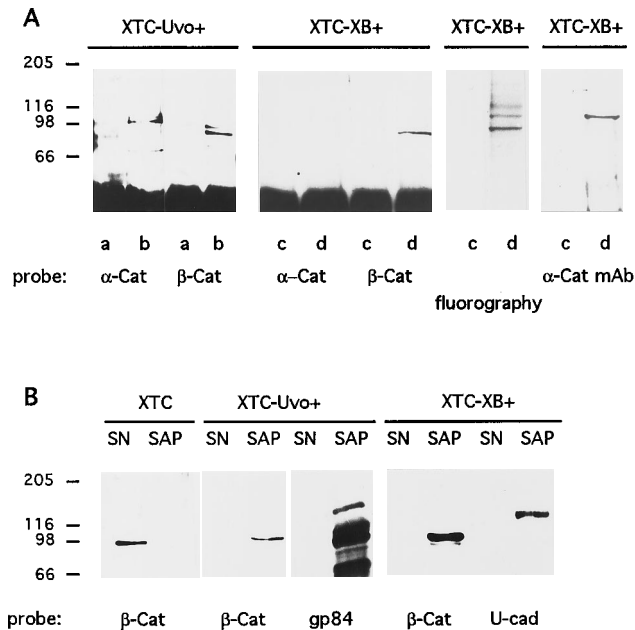 A
XTC-Uvo+ XTC-XB+ XTC-XB+ XTC-XB+
205
116
98
66
a b a b c d c d c d c d
probe: α-Cat β-Cat α–Cat β-Cat fluorography α-Cat mAb
B
XTC XTC-Uvo+ XTC-XB+
SN SAP SN SAP SN SAP SN SAP SN SAP
205
116
98
66
probe: β-Cat β-Cat gp84 β-Cat U-cad